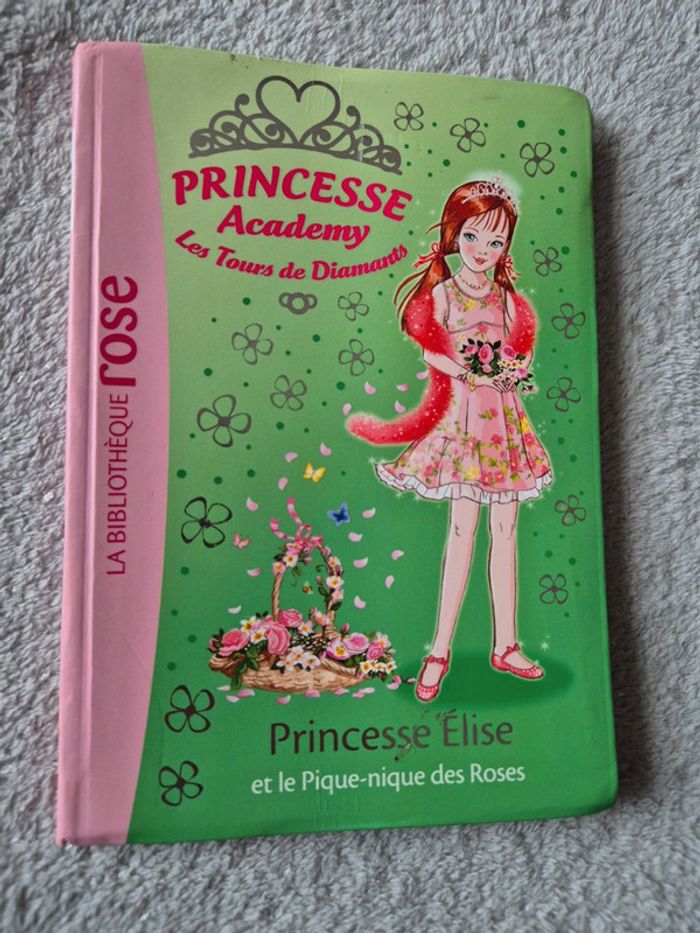 PRINCESSE
Academy
Les Tours de Diamants
LA BIBLIOTHÈQUE rose
Princesse Élise
et le Pique-nique des Roses